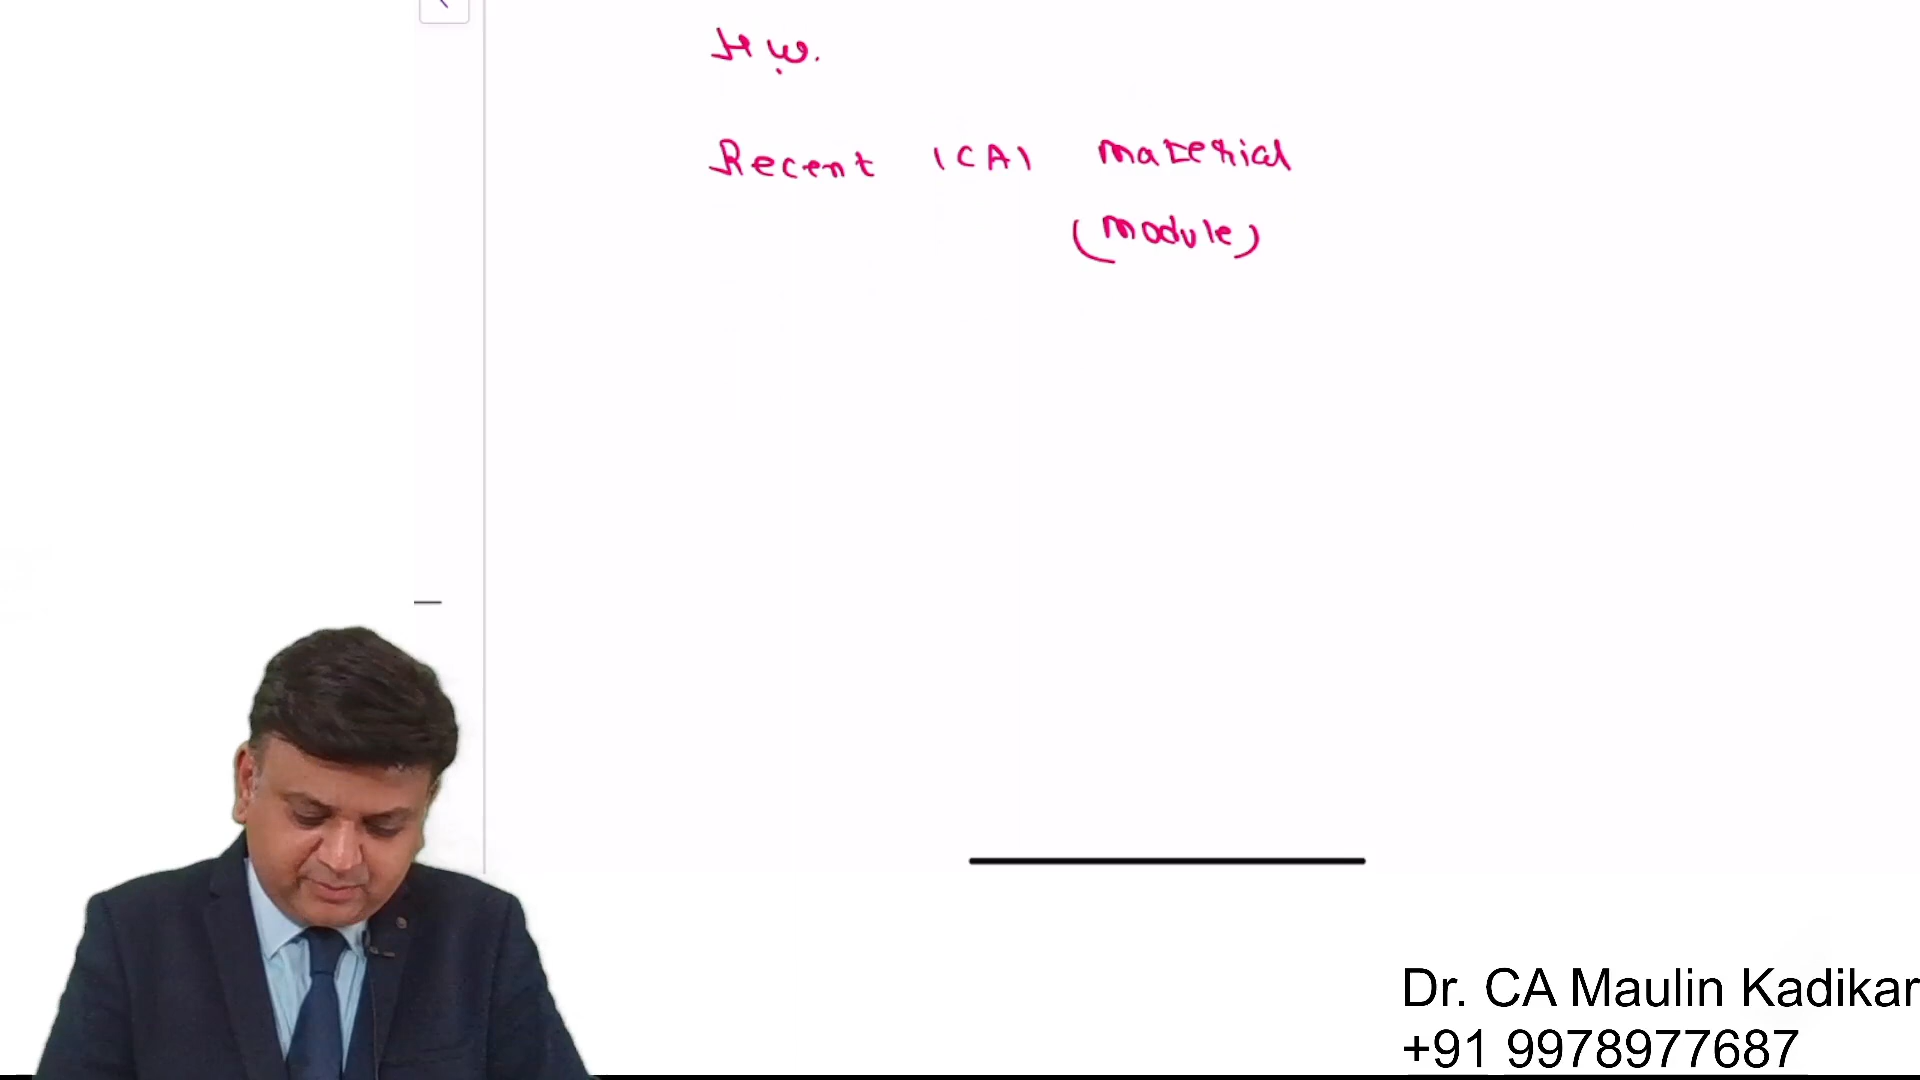 H W.
Recent ICAI material
(module)
Dr. CA Maulin Kadikar
+91 9978977687